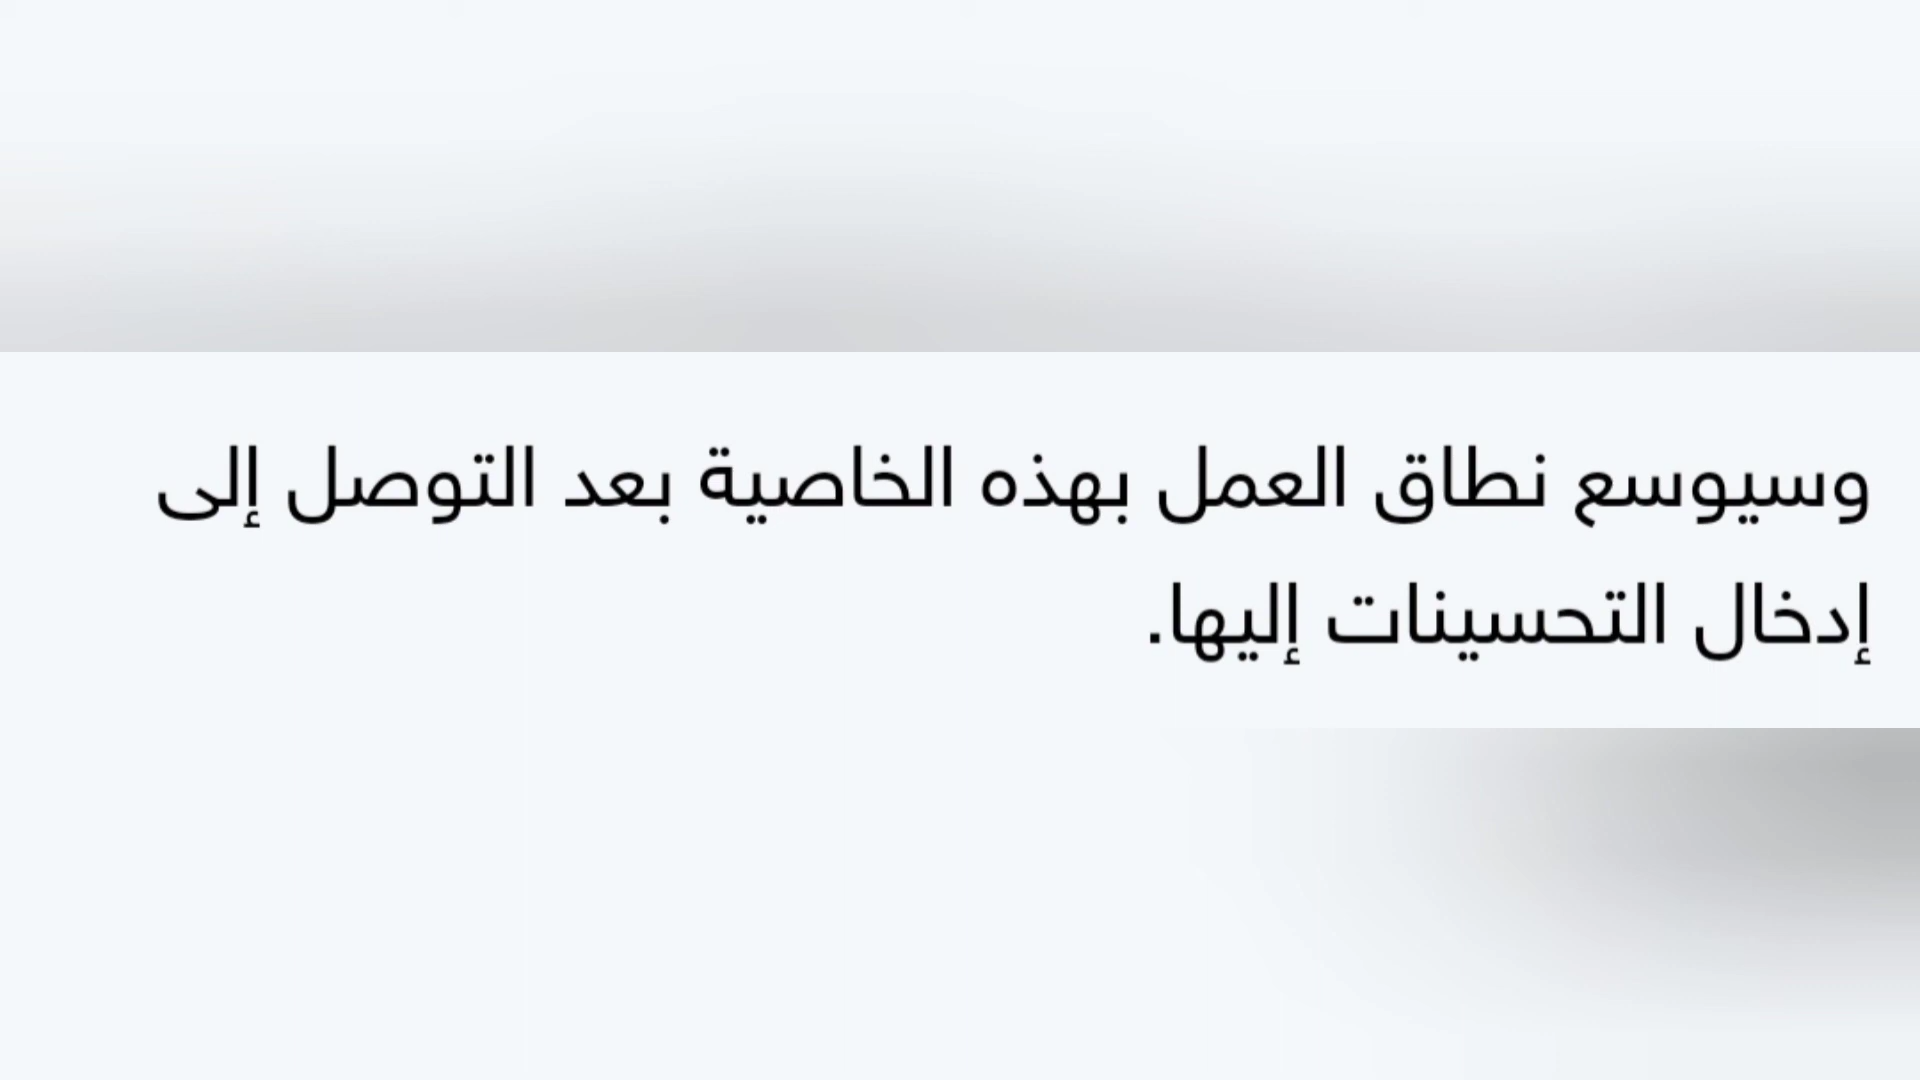 وسيوسع نطاق العمل بهذه الخاصية بعد التوصل إلى
إدخال التحسينات إليها.